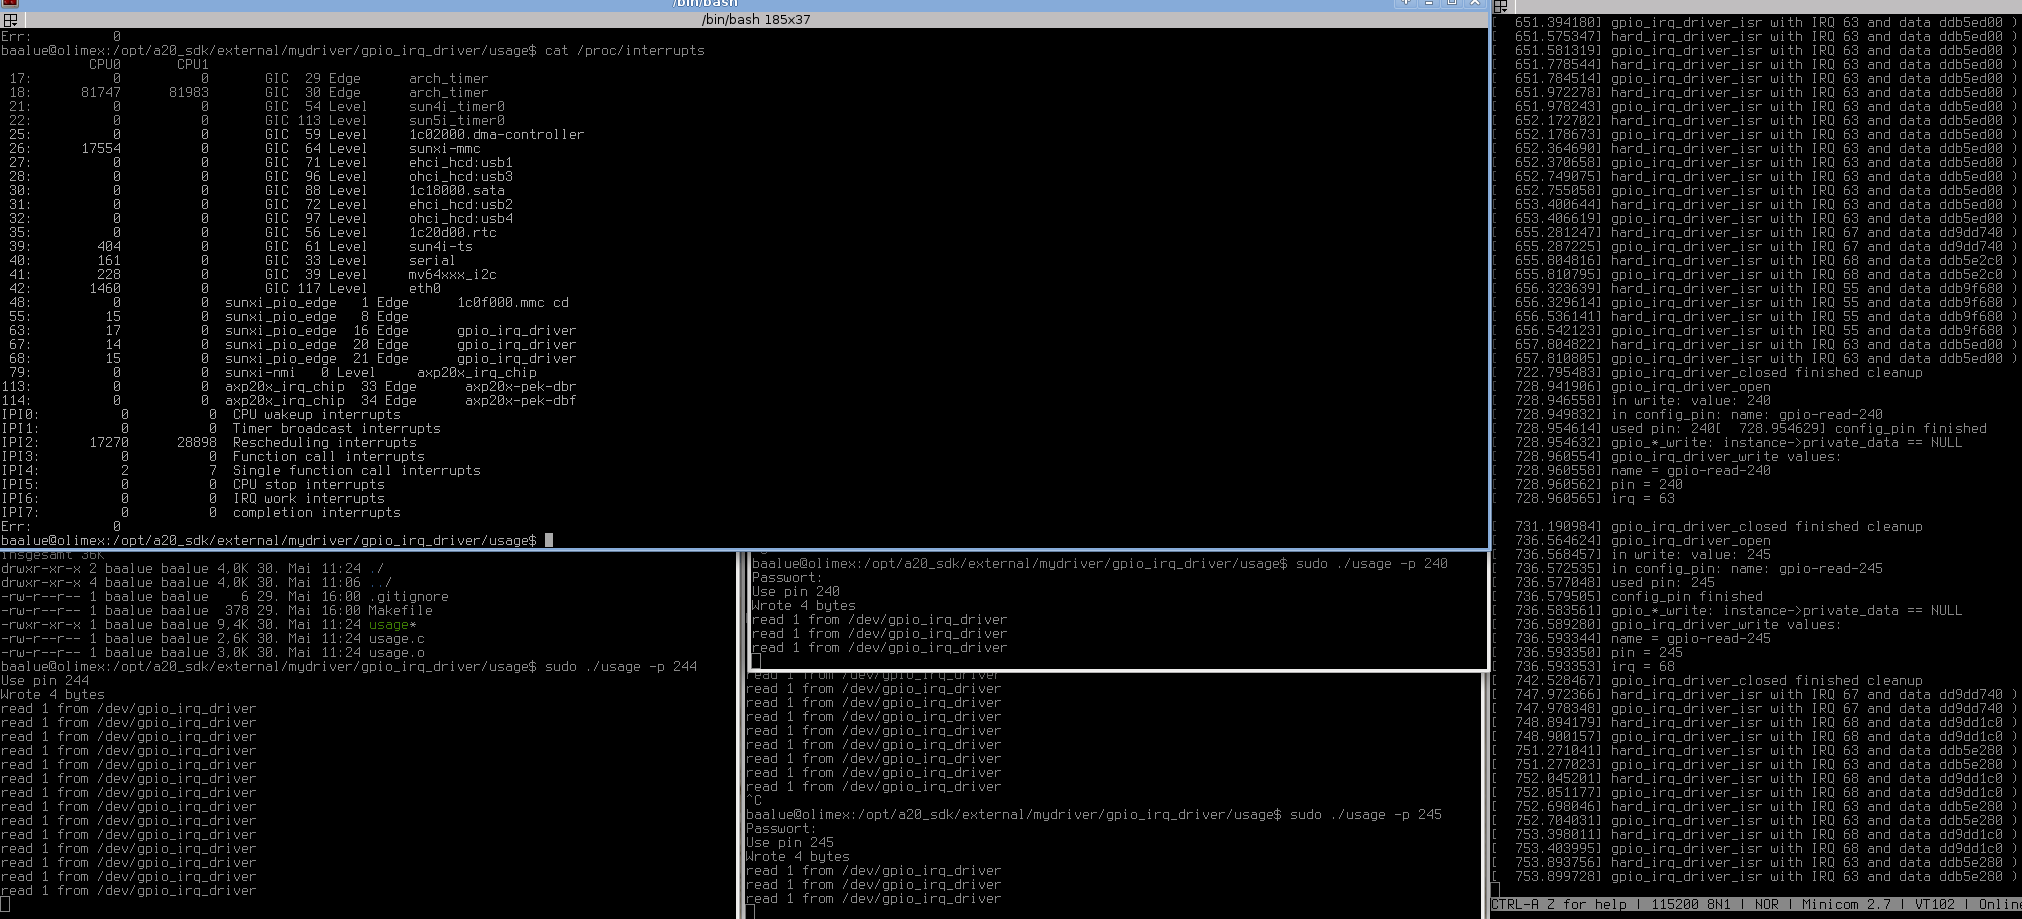 /bin/bash
/bin/bash 185x37
Err:          0
baalue@olimex:/opt/a20_sdk/external/mydriver/gpio_irq_driver/usage$ cat /proc/interrupts
           CPU0       CPU1
 17:          0          0       GIC  29 Edge      arch_timer
 18:      81747      81983       GIC  30 Edge      arch_timer
 21:          0          0       GIC  54 Level     sun4i_timer0
 22:          0          0       GIC 113 Level     sun5i_timer0
 25:          0          0       GIC  59 Level     1c02000.dma-controller
 26:      17554          0       GIC  64 Level     sunxi-mmc
 27:          0          0       GIC  71 Level     ehci_hcd:usb1
 28:          0          0       GIC  96 Level     ohci_hcd:usb3
 30:          0          0       GIC  88 Level     1c18000.sata
 31:          0          0       GIC  72 Level     ehci_hcd:usb2
 32:          0          0       GIC  97 Level     ohci_hcd:usb4
 35:          0          0       GIC  56 Level     1c20d00.rtc
 39:        404          0       GIC  61 Level     sun4i-ts
 40:        161          0       GIC  33 Level     serial
 41:        228          0       GIC  39 Level     mv64xxx_i2c
 42:       1460          0       GIC 117 Level     eth0
 48:          0          0  sunxi_pio_edge   1 Edge      1c0f000.mmc cd
 55:         15          0  sunxi_pio_edge   8 Edge
 63:         17          0  sunxi_pio_edge  16 Edge      gpio_irq_driver
 67:         14          0  sunxi_pio_edge  20 Edge      gpio_irq_driver
 68:         15          0  sunxi_pio_edge  21 Edge      gpio_irq_driver
 79:          0          0  sunxi-nmi   0 Level     axp20x_irq_chip
113:          0          0  axp20x_irq_chip  33 Edge      axp20x-pek-dbr
114:          0          0  axp20x_irq_chip  34 Edge      axp20x-pek-dbf
IPI0:          0          0  CPU wakeup interrupts
IPI1:          0          0  Timer broadcast interrupts
IPI2:      17270      28898  Rescheduling interrupts
IPI3:          0          0  Function call interrupts
IPI4:          2          7  Single function call interrupts
IPI5:          0          0  CPU stop interrupts
IPI6:          0          0  IRQ work interrupts
IPI7:          0          0  completion interrupts
Err:          0
baalue@olimex:/opt/a20_sdk/external/mydriver/gpio_irq_driver/usage$
insgesamt 36K
drwxr-xr-x 2 baalue baalue 4,0K 30. Mai 11:24 ./
drwxr-xr-x 4 baalue baalue 4,0K 30. Mai 11:06 ../
-rw-r--r-- 1 baalue baalue    6 29. Mai 16:00 .gitignore
-rw-r--r-- 1 baalue baalue  378 29. Mai 16:00 Makefile
-rwxr-xr-x 1 baalue baalue 9,4K 30. Mai 11:24 usage*
-rw-r--r-- 1 baalue baalue 2,6K 30. Mai 11:24 usage.c
-rw-r--r-- 1 baalue baalue 3,0K 30. Mai 11:24 usage.o
baalue@olimex:/opt/a20_sdk/external/mydriver/gpio_irq_driver/usage$ sudo ./usage -p 244
Use pin 244
Wrote 4 bytes
read 1 from /dev/gpio_irq_driver
read 1 from /dev/gpio_irq_driver
read 1 from /dev/gpio_irq_driver
read 1 from /dev/gpio_irq_driver
read 1 from /dev/gpio_irq_driver
read 1 from /dev/gpio_irq_driver
read 1 from /dev/gpio_irq_driver
read 1 from /dev/gpio_irq_driver
read 1 from /dev/gpio_irq_driver
read 1 from /dev/gpio_irq_driver
read 1 from /dev/gpio_irq_driver
read 1 from /dev/gpio_irq_driver
read 1 from /dev/gpio_irq_driver
read 1 from /dev/gpio_irq_driver
baalue@olimex:/opt/a20_sdk/external/mydriver/gpio_irq_driver/usage$ sudo ./usage -p 240
Passwort:
Use pin 240
Wrote 4 bytes
read 1 from /dev/gpio_irq_driver
read 1 from /dev/gpio_irq_driver
read 1 from /dev/gpio_irq_driver
read 1 from /dev/gpio_irq_driver
read 1 from /dev/gpio_irq_driver
read 1 from /dev/gpio_irq_driver
read 1 from /dev/gpio_irq_driver
read 1 from /dev/gpio_irq_driver
read 1 from /dev/gpio_irq_driver
read 1 from /dev/gpio_irq_driver
read 1 from /dev/gpio_irq_driver
read 1 from /dev/gpio_irq_driver
^C
baalue@olimex:/opt/a20_sdk/external/mydriver/gpio_irq_driver/usage$ sudo ./usage -p 245
Passwort:
Use pin 245
Wrote 4 bytes
read 1 from /dev/gpio_irq_driver
read 1 from /dev/gpio_irq_driver
read 1 from /dev/gpio_irq_driver
[  651.394180] gpio_irq_driver_isr with IRQ 63 and data ddb5ed00 )
[  651.575347] hard_irq_driver_isr with IRQ 63 and data ddb5ed00 )
[  651.581319] gpio_irq_driver_isr with IRQ 63 and data ddb5ed00 )
[  651.778544] hard_irq_driver_isr with IRQ 63 and data ddb5ed00 )
[  651.784514] gpio_irq_driver_isr with IRQ 63 and data ddb5ed00 )
[  651.972278] hard_irq_driver_isr with IRQ 63 and data ddb5ed00 )
[  651.978243] gpio_irq_driver_isr with IRQ 63 and data ddb5ed00 )
[  652.172702] hard_irq_driver_isr with IRQ 63 and data ddb5ed00 )
[  652.178673] gpio_irq_driver_isr with IRQ 63 and data ddb5ed00 )
[  652.364690] hard_irq_driver_isr with IRQ 63 and data ddb5ed00 )
[  652.370658] gpio_irq_driver_isr with IRQ 63 and data ddb5ed00 )
[  652.749075] hard_irq_driver_isr with IRQ 63 and data ddb5ed00 )
[  652.755058] gpio_irq_driver_isr with IRQ 63 and data ddb5ed00 )
[  653.400644] hard_irq_driver_isr with IRQ 63 and data ddb5ed00 )
[  653.406619] gpio_irq_driver_isr with IRQ 63 and data ddb5ed00 )
[  655.281247] hard_irq_driver_isr with IRQ 67 and data dd9dd740 )
[  655.287225] gpio_irq_driver_isr with IRQ 67 and data dd9dd740 )
[  655.804816] hard_irq_driver_isr with IRQ 68 and data ddb5e2c0 )
[  655.810795] gpio_irq_driver_isr with IRQ 68 and data ddb5e2c0 )
[  656.323639] hard_irq_driver_isr with IRQ 55 and data ddb9f680 )
[  656.329614] gpio_irq_driver_isr with IRQ 55 and data ddb9f680 )
[  656.536141] hard_irq_driver_isr with IRQ 55 and data ddb9f680 )
[  656.542123] gpio_irq_driver_isr with IRQ 55 and data ddb9f680 )
[  657.804822] hard_irq_driver_isr with IRQ 63 and data ddb5ed00 )
[  657.810805] gpio_irq_driver_isr with IRQ 63 and data ddb5ed00 )
[  722.795483] gpio_irq_driver_closed finished cleanup
[  728.941906] gpio_irq_driver_open
[  728.946558] in write: value: 240
[  728.949832] in config_pin: name: gpio-read-240
[  728.954614] used pin: 240[  728.954629] config_pin finished
[  728.954632] gpio_*_write: instance->private_data == NULL
[  728.960554] gpio_irq_driver_write values:
[  728.960558] name = gpio-read-240
[  728.960562] pin = 240
[  728.960565] irq = 63
[  731.190984] gpio_irq_driver_closed finished cleanup
[  736.564624] gpio_irq_driver_open
[  736.568457] in write: value: 245
[  736.572535] in config_pin: name: gpio-read-245
[  736.577048] used pin: 245
[  736.579505] config_pin finished
[  736.583561] gpio_*_write: instance->private_data == NULL
[  736.589280] gpio_irq_driver_write values:
[  736.593344] name = gpio-read-245
[  736.593350] pin = 245
[  736.593353] irq = 68
[  742.528467] gpio_irq_driver_closed finished cleanup
[  747.972366] hard_irq_driver_isr with IRQ 67 and data dd9dd740 )
[  747.978348] gpio_irq_driver_isr with IRQ 67 and data dd9dd740 )
[  748.894179] hard_irq_driver_isr with IRQ 68 and data dd9dd1c0 )
[  748.900157] gpio_irq_driver_isr with IRQ 68 and data dd9dd1c0 )
[  751.271041] hard_irq_driver_isr with IRQ 63 and data ddb5e280 )
[  751.277023] gpio_irq_driver_isr with IRQ 63 and data ddb5e280 )
[  752.045201] hard_irq_driver_isr with IRQ 68 and data dd9dd1c0 )
[  752.051177] gpio_irq_driver_isr with IRQ 68 and data dd9dd1c0 )
[  752.698046] hard_irq_driver_isr with IRQ 63 and data ddb5e280 )
[  752.704031] gpio_irq_driver_isr with IRQ 63 and data ddb5e280 )
[  753.398011] hard_irq_driver_isr with IRQ 68 and data dd9dd1c0 )
[  753.403995] gpio_irq_driver_isr with IRQ 68 and data dd9dd1c0 )
[  753.893756] hard_irq_driver_isr with IRQ 63 and data ddb5e280 )
[  753.899728] gpio_irq_driver_isr with IRQ 63 and data ddb5e280 )
CTRL-A Z for help | 115200 8N1 | NOR | Minicom 2.7 | VT102 | Online